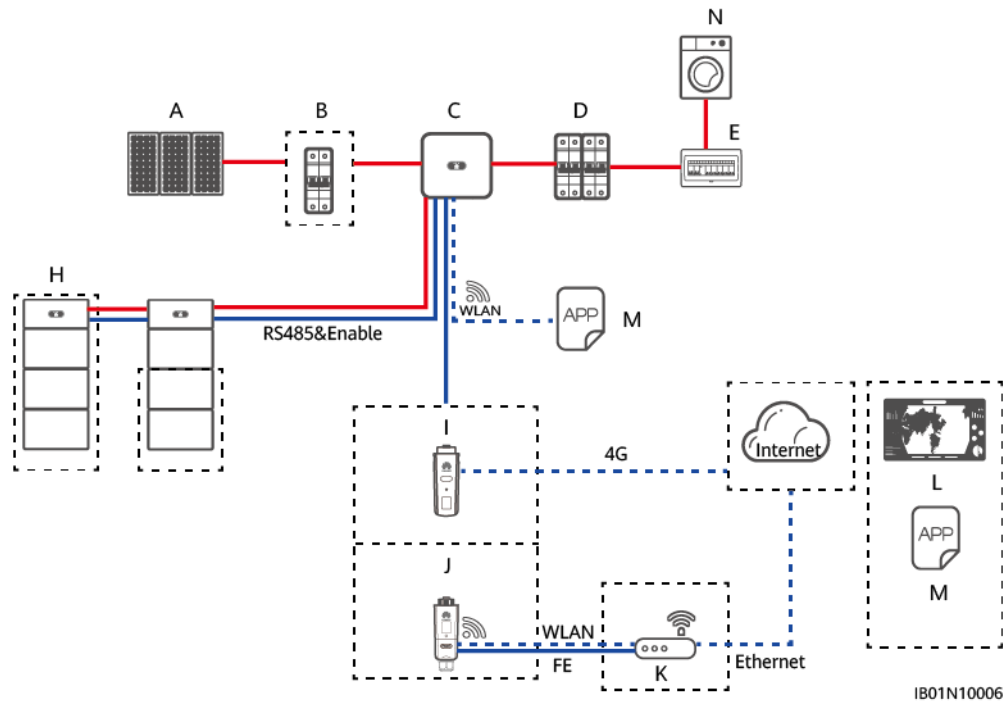 N
A
B
C
D
E
H
RS485&Enable
WLAN
APP
M
I
4G
Internet
L
APP
M
J
WLAN
FE
K
Ethernet
IB01N10006